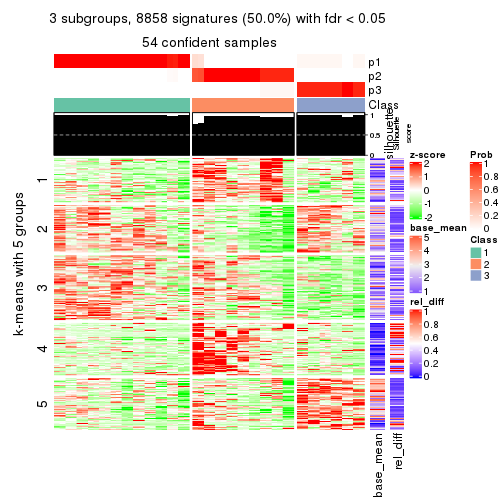 3 subgroups, 8858 signatures (50.0%) with fdr < 0.05
54 confident samples
p1
p2
p3
Class
1
0.5
0
silhouette
Silhouette
score
k-means with 5 groups
1
2
3
4
5
base_mean
rel_diff
z-score
2
1
0
-1
-2
base_mean
5
4
3
2
1
rel_diff
1
0.8
0.6
0.4
0.2
0
Prob
1
0.8
0.6
0.4
0.2
0
Class
1
2
3